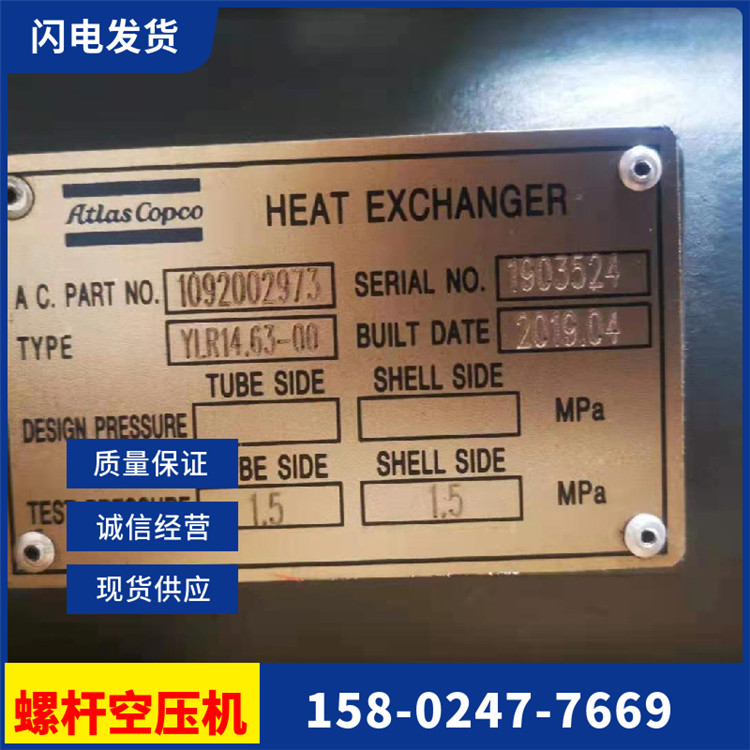 闪电发货
Atlas Copco HEAT EXCHANGER
A C. PART NO. 1092002973 SERIAL NO. 1903524
TYPE YLR14.63-00 BUILT DATE 2019.04
TUBE SIDE SHELL SIDE
DESIGN PRESSURE MPa
BE SIDE SHELL SIDE
TEST PRESSURE 1.5 1.5 MPa
质量保证
诚信经营
现货供应
螺杆空压机 158-0247-7669